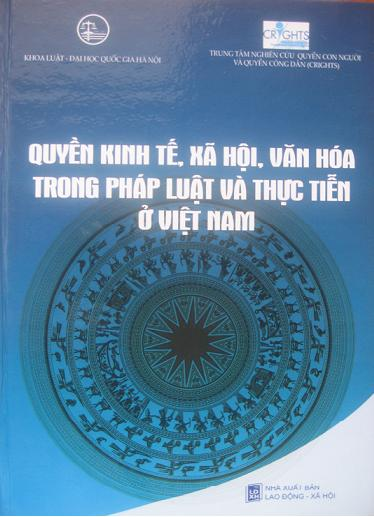 CRIGHTS
KHOA LUẬT - ĐẠI HỌC QUỐC GIA HÀ NỘI
TRUNG TÂM NGHIÊN CỨU QUYỀN CON NGƯỜI
VÀ QUYỀN CÔNG DÂN (CRIGHTS)
QUYỀN KINH TẾ, XÃ HỘI, VĂN HÓA
TRONG PHÁP LUẬT VÀ THỰC TIỄN
Ở VIỆT NAM
LĐ
XH
NHÀ XUẤT BẢN
LAO ĐỘNG - XÃ HỘI